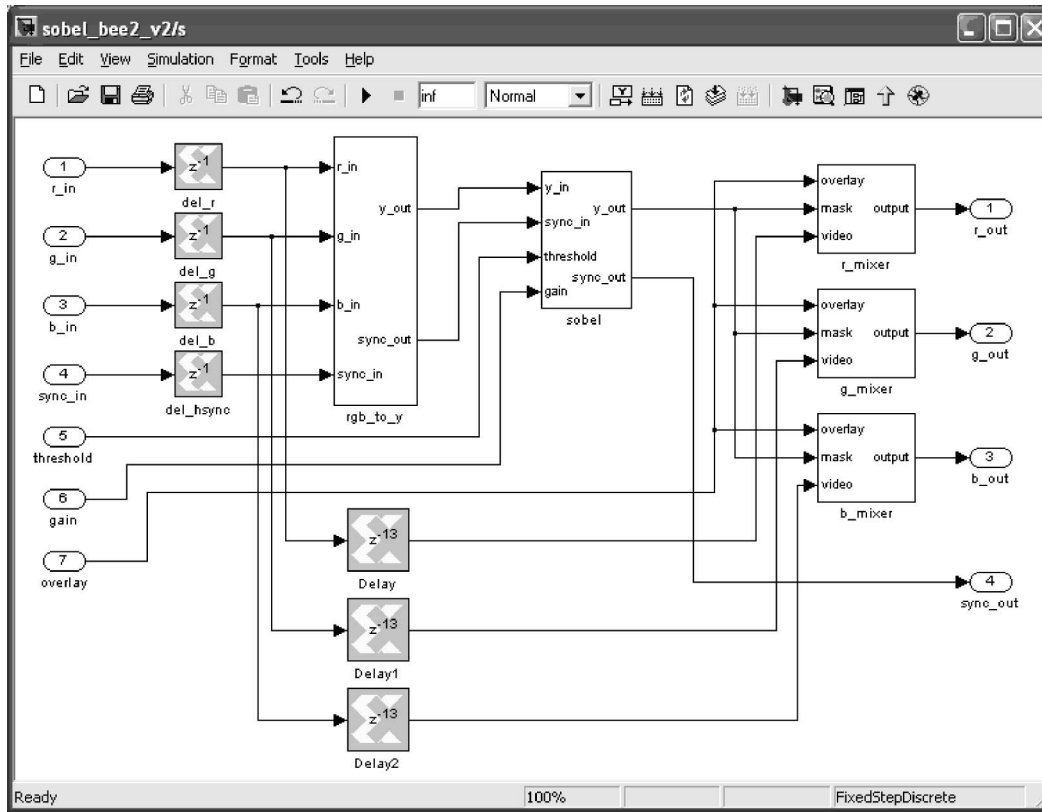 sobel_bee2_v2/s
File Edit View Simulation Format Tools Help
inf Normal
1
r_in
2
g_in
3
b_in
4
sync_in
5
threshold
6
gain
7
overlay
z-1
del_r
z-1
del_g
z-1
del_b
z-1
del_hsync
r_in
y_out
g_in
b_in
sync_out
sync_in
rgb_to_y
y_in
y_out
sync_in
threshold
sync_out
gain
sobel
overlay
mask output
video
r_mixer
overlay
mask output
video
g_mixer
overlay
mask output
video
b_mixer
1
r_out
2
g_out
3
b_out
4
sync_out
z-13
Delay
z-13
Delay1
z-13
Delay2
Ready 100% FixedStepDiscrete